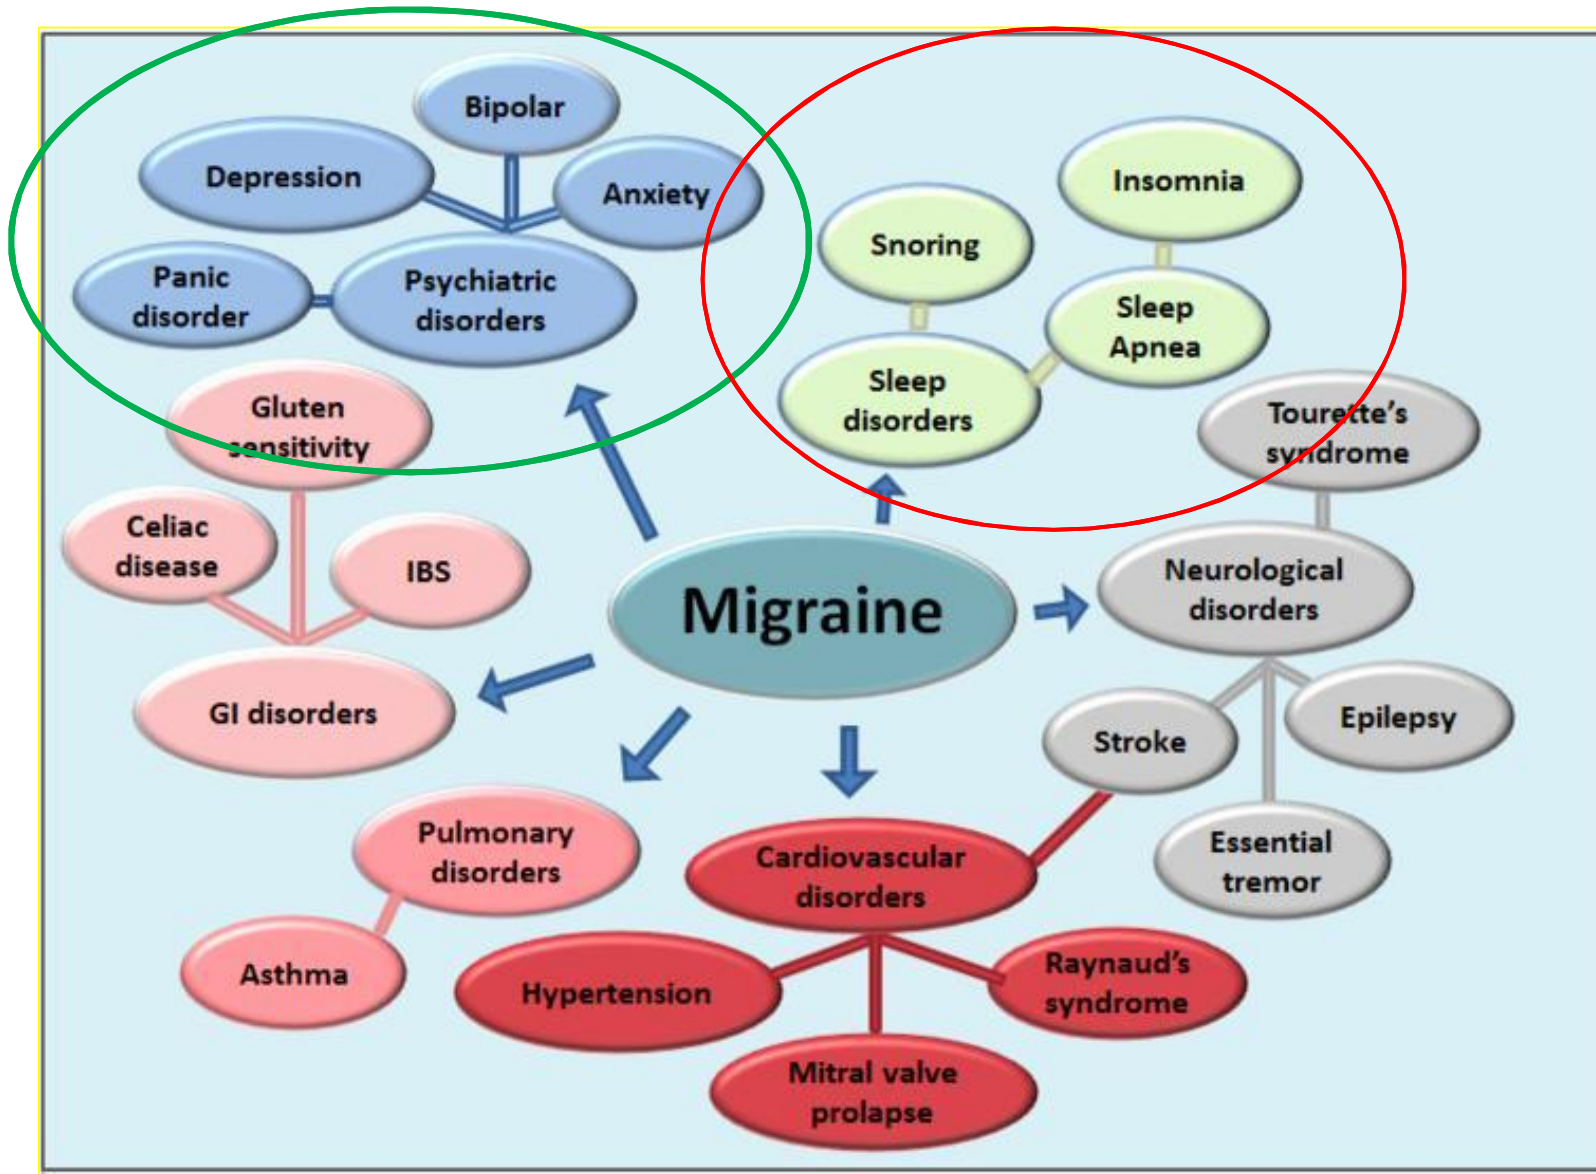 Bipolar
Depression
Anxiety
Panic
disorder
Psychiatric
disorders
Insomnia
Snoring
Sleep
Apnea
Sleep
disorders
Gluten
sensitivity
Celiac
disease
IBS
GI disorders
Migraine
Tourette’s
syndrome
Neurological
disorders
Stroke
Epilepsy
Essential
tremor
Pulmonary
disorders
Asthma
Cardiovascular
disorders
Hypertension
Raynaud’s
syndrome
Mitral valve
prolapse